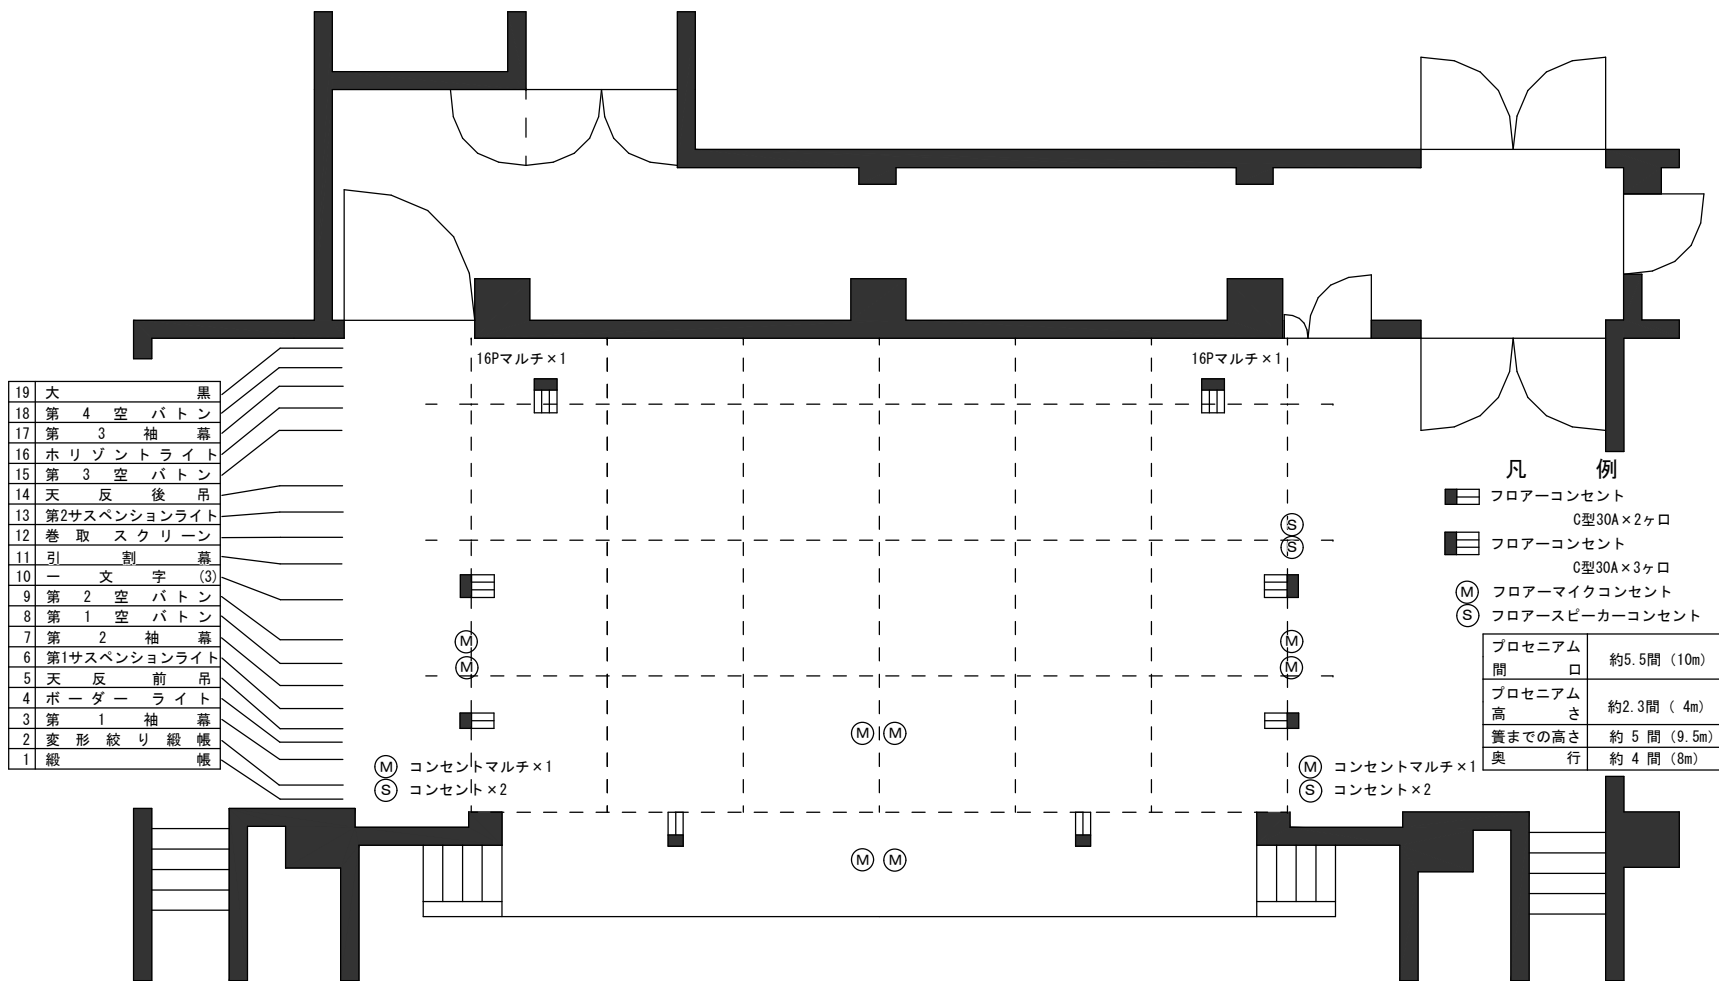 16Pマルチ×1
16Pマルチ×1
19 大黒
18 第4空バトン
17 第3袖幕
16 ホリゾントライト
15 第3空バトン
14 天反後吊
13 第2サスペンションライト
12 巻取スクリーン
11 引割幕
10 一文字(3)
9 第2空バトン
8 第1空バトン
7 第2袖幕
6 第1サスペンションライト
5 天反前吊
4 ボーダーライト
3 第1袖幕
2 変形絞り緞帳
1 緞帳
S
S
M
M
M
M
M M
M コンセントマルチ×1
S コンセント×2
M コンセントマルチ×1
S コンセント×2
M M
凡例
フロアーコンセント
C型30A×2ヶ口
フロアーコンセント
C型30A×3ヶ口
M フロアーマイクコンセント
S フロアースピーカーコンセント
プロセニアム
間口 約5.5間 (10m)
プロセニアム
高さ 約2.3間 ( 4m)
簀までの高さ 約 5 間 (9.5m)
奥行 約 4 間 (8m)